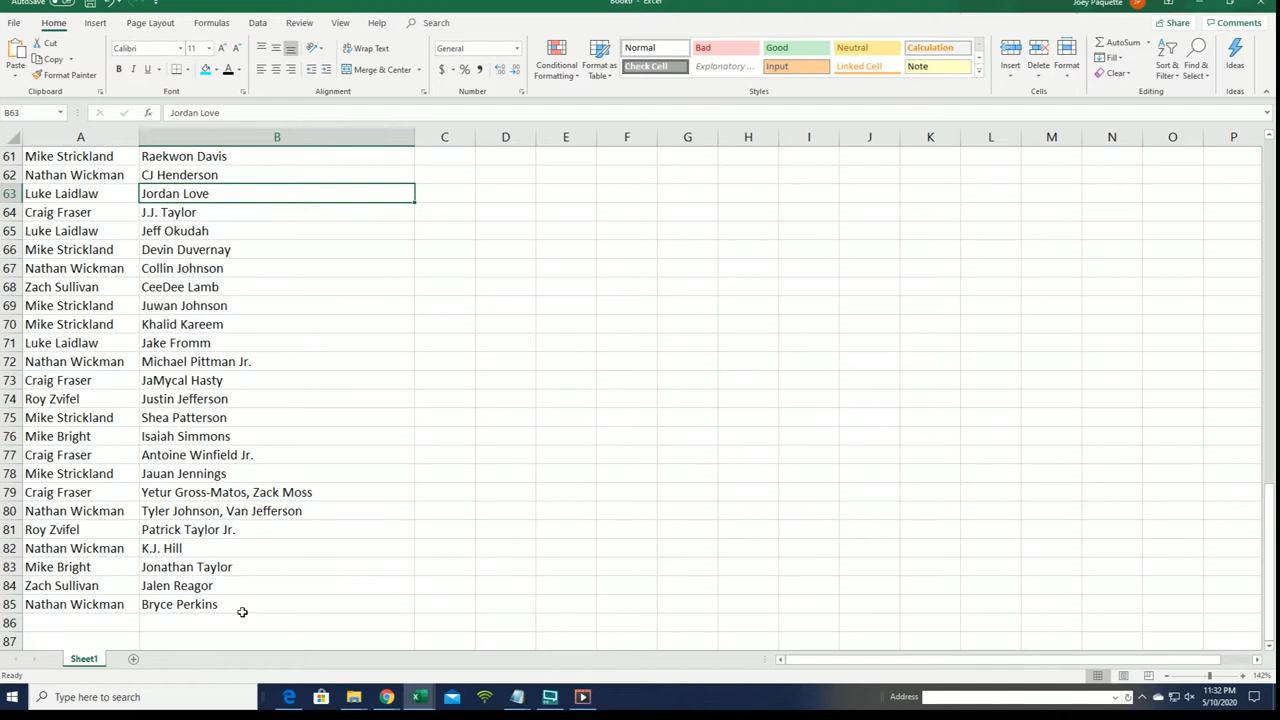 AutoSave Off Book6 - Excel Joey Paquette JP
File Home Insert Page Layout Formulas Data Review View Help Search Share Comments
Paste Cut Copy Format Painter Clipboard
Calibri 11 A A B I U A Font
Wrap Text Merge & Center Alignment
General $ % , Number
Conditional Formatting Format as Table
Normal Bad Good Neutral Calculation
Check Cell Explanatory ... Input Linked Cell Note
Styles
Insert Delete Format Cells
AutoSum Fill Clear Sort & Filter Find & Select Editing
Ideas Ideas
B63 fx Jordan Love
A B C D E F G H I J K L M N O P
61 Mike Strickland Raekwon Davis
62 Nathan Wickman CJ Henderson
63 Luke Laidlaw Jordan Love
64 Craig Fraser J.J. Taylor
65 Luke Laidlaw Jeff Okudah
66 Mike Strickland Devin Duvernay
67 Nathan Wickman Collin Johnson
68 Zach Sullivan CeeDee Lamb
69 Mike Strickland Juwan Johnson
70 Mike Strickland Khalid Kareem
71 Luke Laidlaw Jake Fromm
72 Nathan Wickman Michael Pittman Jr.
73 Craig Fraser JaMycal Hasty
74 Roy Zvifel Justin Jefferson
75 Mike Strickland Shea Patterson
76 Mike Bright Isaiah Simmons
77 Craig Fraser Antoine Winfield Jr.
78 Mike Strickland Jauan Jennings
79 Craig Fraser Yetur Gross-Matos, Zack Moss
80 Nathan Wickman Tyler Johnson, Van Jefferson
81 Roy Zvifel Patrick Taylor Jr.
82 Nathan Wickman K.J. Hill
83 Mike Bright Jonathan Taylor
84 Zach Sullivan Jalen Reagor
85 Nathan Wickman Bryce Perkins
86
87
Sheet1
Ready 142%
Type here to search Address 11:32 PM
5/10/2020